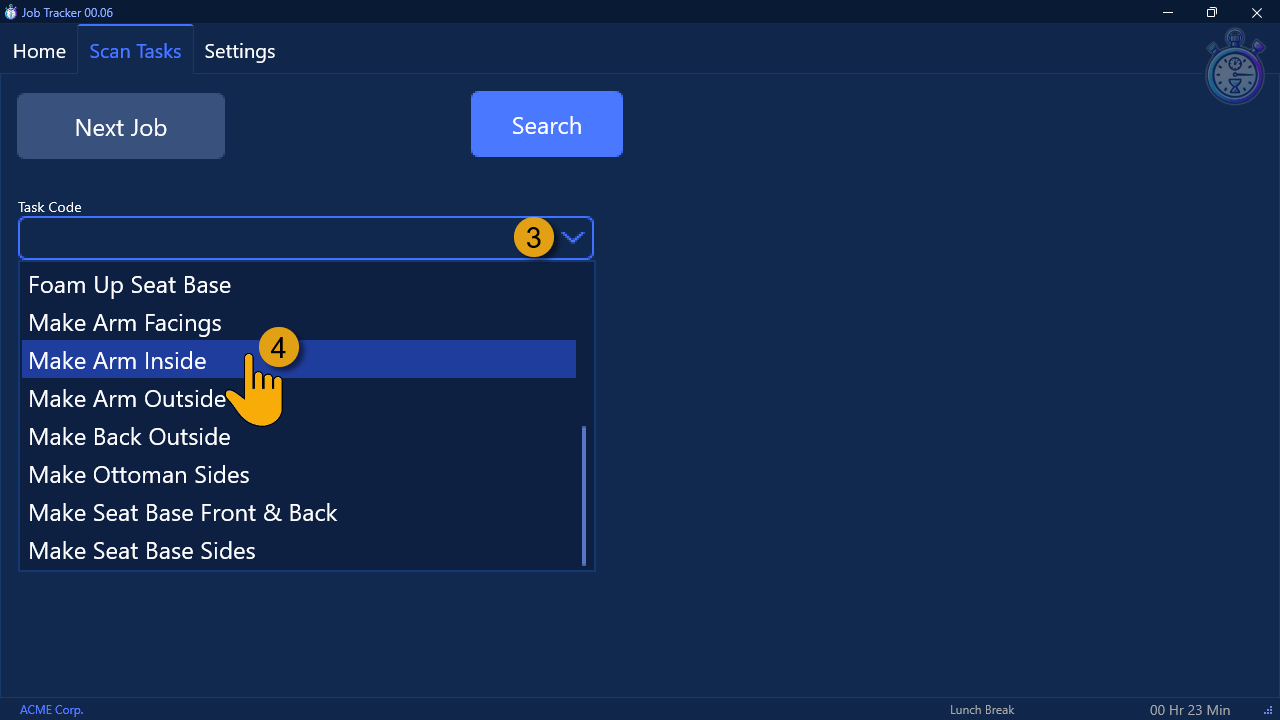 Job Tracker 00.06
Home Scan Tasks Settings
Next Job Search
Task Code
3
Foam Up Seat Base
Make Arm Facings
4
Make Arm Inside
Make Arm Outside
Make Back Outside
Make Ottoman Sides
Make Seat Base Front & Back
Make Seat Base Sides
ACME Corp. Lunch Break 00 Hr 23 Min